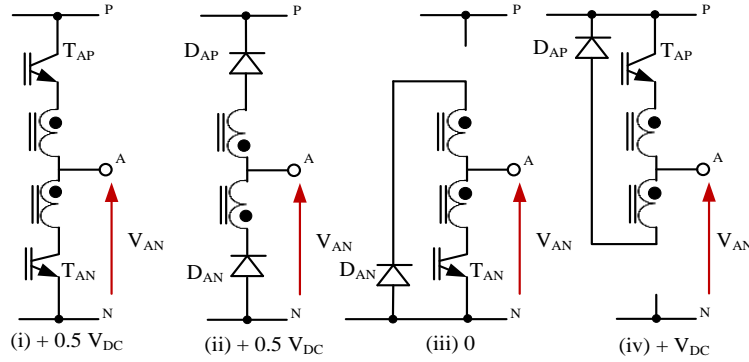 P
P
P
P
T_AP
D_AP
D_AP
T_AP
A
A
A
A
V_AN
V_AN
V_AN
V_AN
T_AN
D_AN
D_AN
T_AN
N
N
N
N
(i) + 0.5 V_DC
(ii) + 0.5 V_DC
(iii) 0
(iv) + V_DC